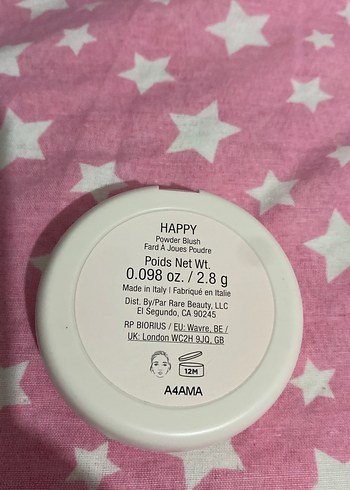 HAPPY
Powder Blush
Fard À Joues Poudre
Poids Net Wt.
0.098 oz. / 2.8 g
Made in Italy | Fabriqué en Italie
Dist. By/Par Rare Beauty, LLC
El Segundo, CA 90245
RP BIORIUS / EU: Wavre, BE /
UK: London WC2H 9JQ, GB
12M
A4AMA